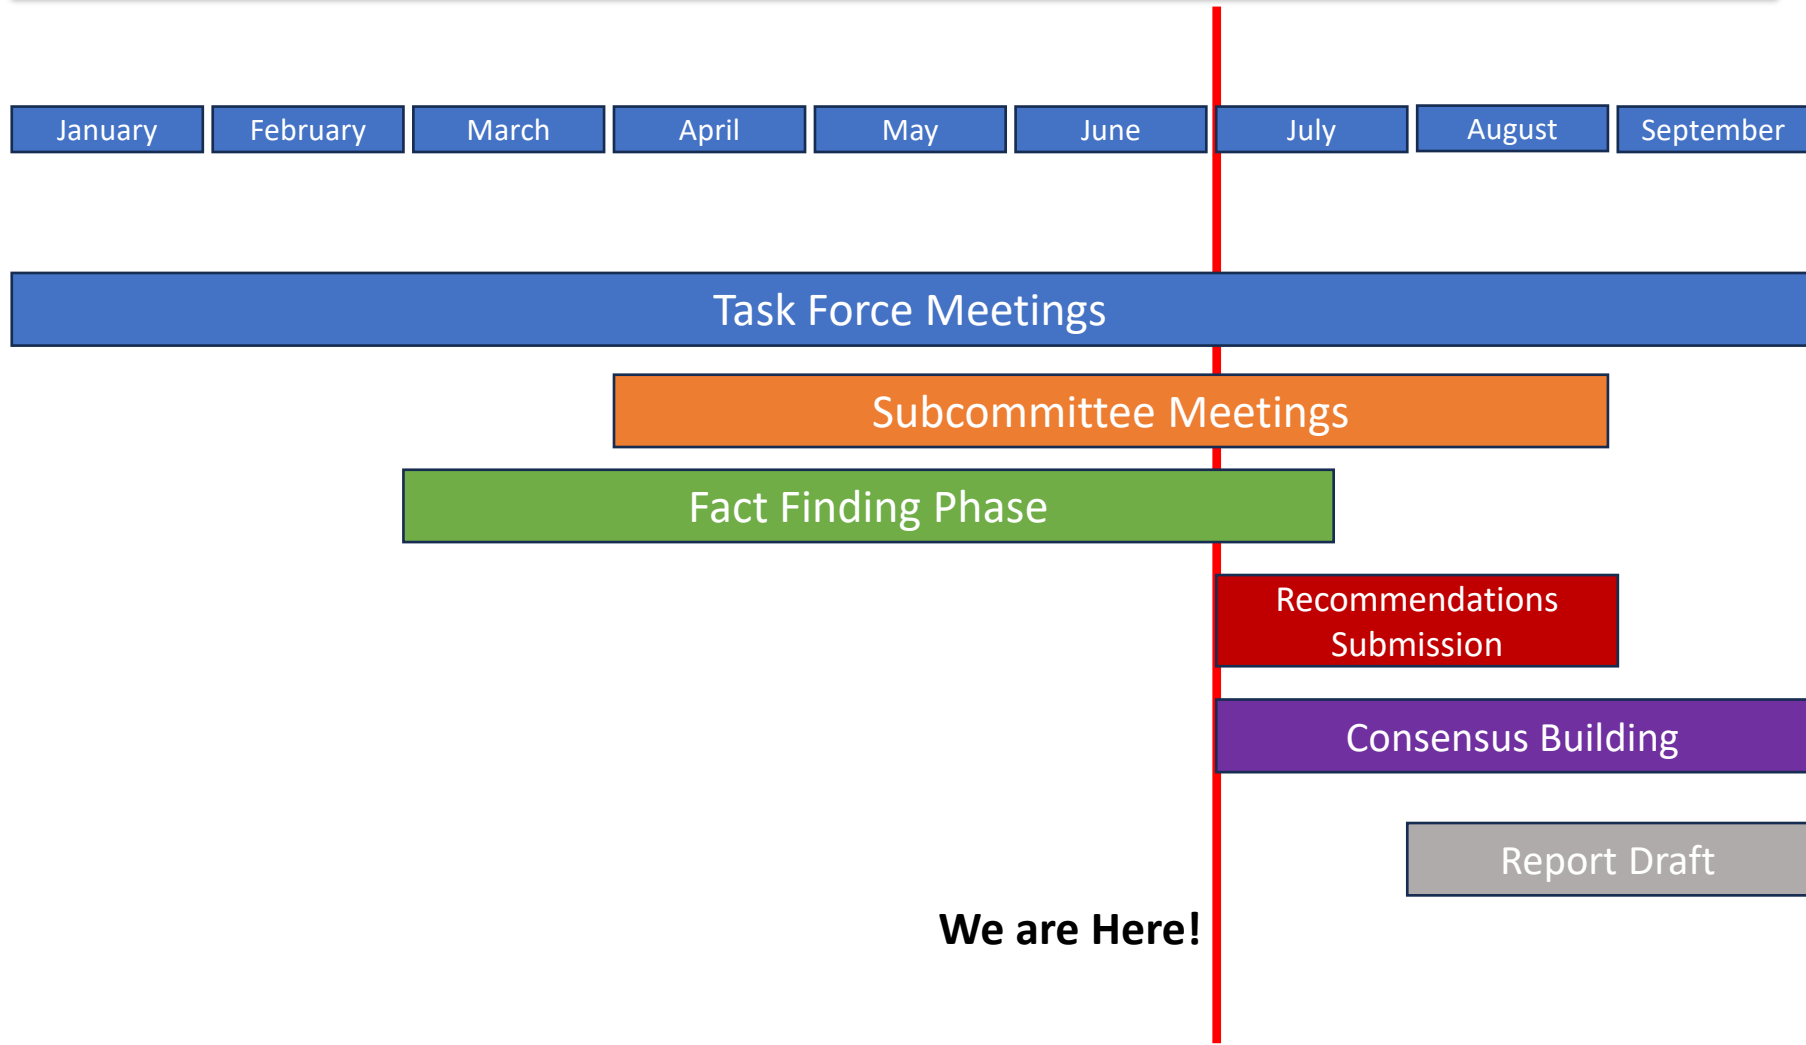 January February March April May June July August September
Task Force Meetings
Subcommittee Meetings
Fact Finding Phase
Recommendations
Submission
Consensus Building
Report Draft
We are Here!